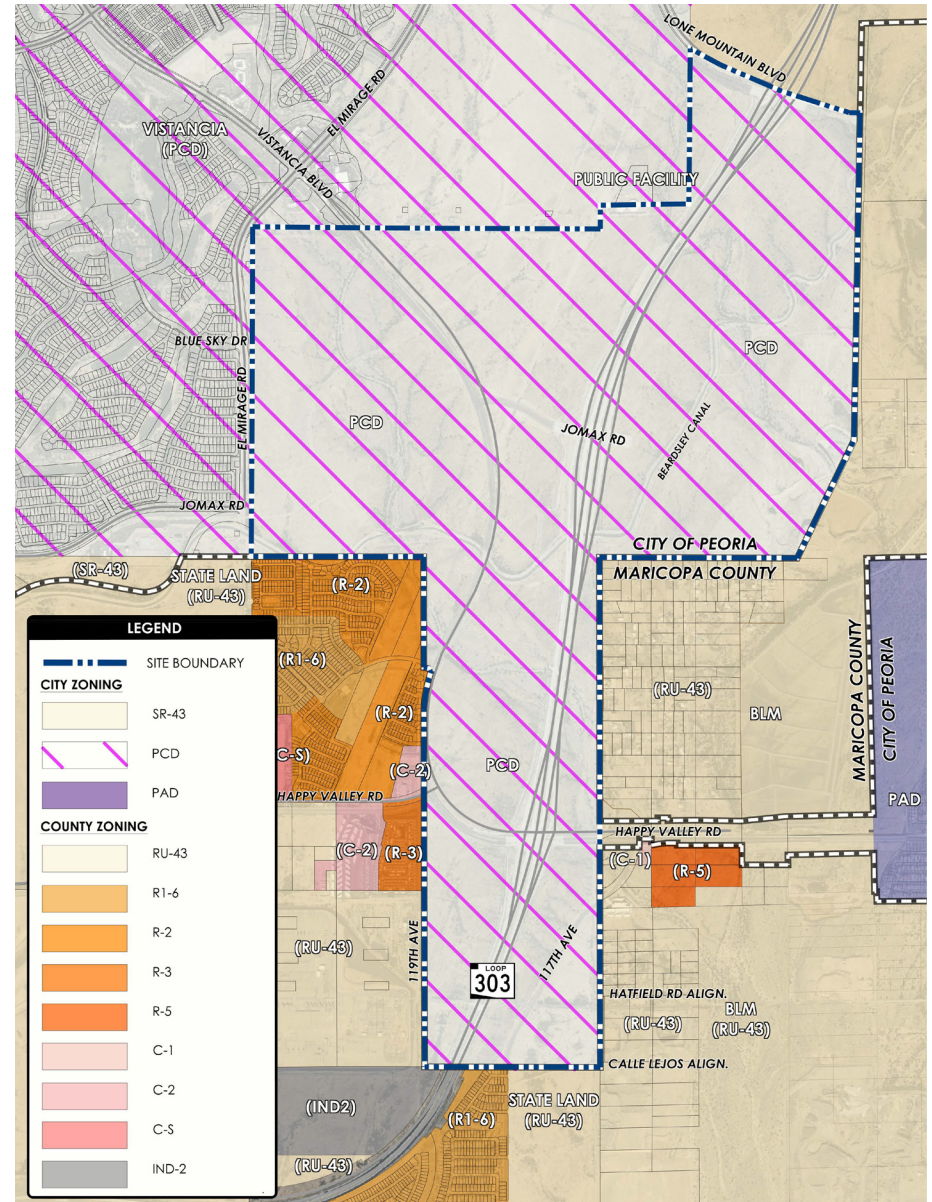 LONE MOUNTAIN BLVD
EL MIRAGE RD
VISTANCIA
(PCD)
VISTANCIA BLVD
PUBLIC FACILITY
BLUE SKY DR
PCD
EL MIRAGE RD
PCD
JOMAX RD
BEARDSLEY CANAL
JOMAX RD
CITY OF PEORIA
MARICOPA COUNTY
(SR-43)
STATE LAND
(RU-43)
(R-2)
LEGEND
SITE BOUNDARY
CITY ZONING
SR-43
PCD
PAD
COUNTY ZONING
RU-43
R1-6
R-2
R-3
R-5
C-1
C-2
C-S
IND-2
(R1-6)
(R-2)
C-S)
(C-2)
HAPPY VALLEY RD
(C-2)
(R-3)
(RU-43)
119TH AVE
PCD
(RU-43)
BLM
MARICOPA COUNTY
CITY OF PEORIA
PAD
HAPPY VALLEY RD
(C-1)
(R-5)
117TH AVE
LOOP
303
HATFIELD RD ALIGN.
(RU-43)
BLM
(RU-43)
CALLE LEJOS ALIGN.
(IND2)
(R1-6)
STATE LAND
(RU-43)
(RU-43)